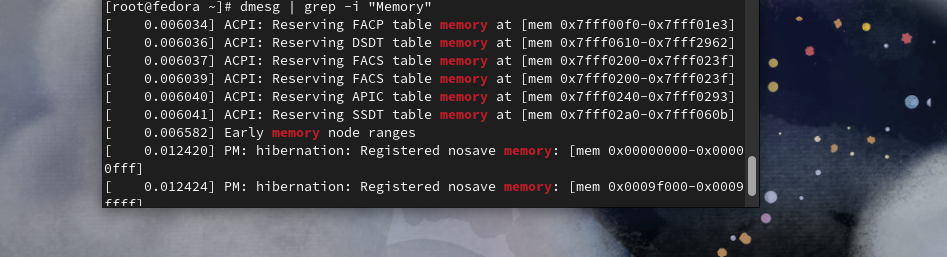 [root@fedora ~]# dmesg | grep -i "Memory"
[    0.006034] ACPI: Reserving FACP table memory at [mem 0x7fff00f0-0x7fff01e3]
[    0.006036] ACPI: Reserving DSDT table memory at [mem 0x7fff0610-0x7fff2962]
[    0.006037] ACPI: Reserving FACS table memory at [mem 0x7fff0200-0x7fff023f]
[    0.006039] ACPI: Reserving FACS table memory at [mem 0x7fff0200-0x7fff023f]
[    0.006040] ACPI: Reserving APIC table memory at [mem 0x7fff0240-0x7fff0293]
[    0.006041] ACPI: Reserving SSDT table memory at [mem 0x7fff02a0-0x7fff060b]
[    0.006582] Early memory node ranges
[    0.012420] PM: hibernation: Registered nosave memory: [mem 0x00000000-0x0000
0fff]
[    0.012424] PM: hibernation: Registered nosave memory: [mem 0x0009f000-0x0009
ffff]